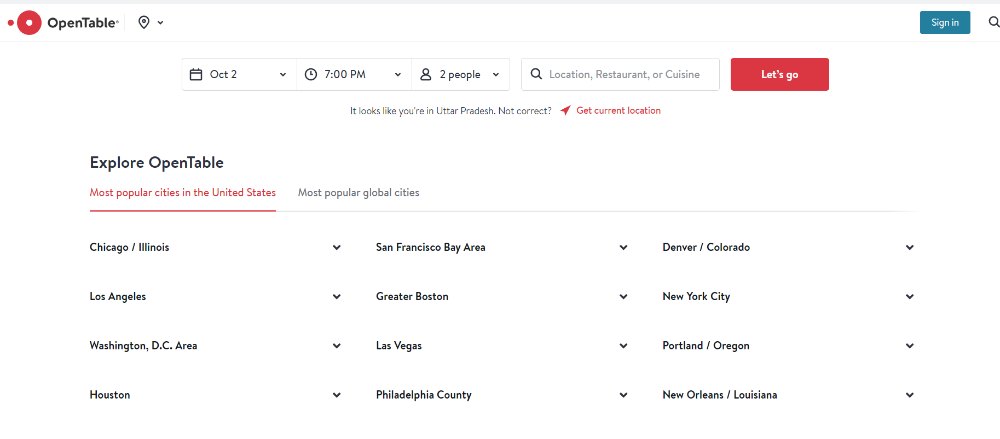 OpenTable®
Sign in
Oct 2
7:00 PM
2 people
Location, Restaurant, or Cuisine
Let's go
It looks like you're in Uttar Pradesh. Not correct? Get current location
Explore OpenTable
Most popular cities in the United States
Most popular global cities
Chicago / Illinois
San Francisco Bay Area
Denver / Colorado
Los Angeles
Greater Boston
New York City
Washington, D.C. Area
Las Vegas
Portland / Oregon
Houston
Philadelphia County
New Orleans / Louisiana